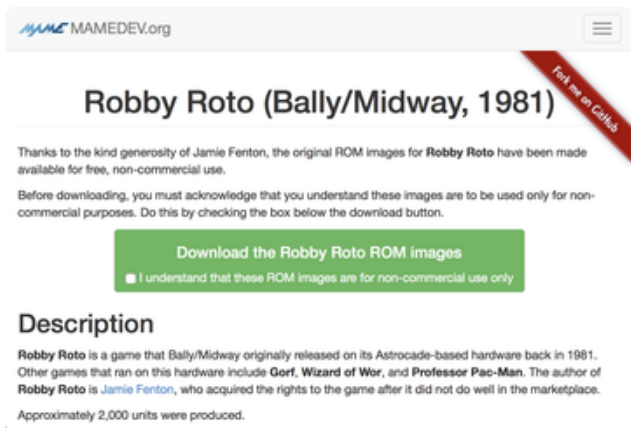 MAME MAMEDEV.org
Fork me on GitHub
Robby Roto (Bally/Midway, 1981)
Thanks to the kind generosity of Jamie Fenton, the original ROM images for Robby Roto have been made
available for free, non-commercial use.
Before downloading, you must acknowledge that you understand these images are to be used only for non-
commercial purposes. Do this by checking the box below the download button.
Download the Robby Roto ROM images
I understand that these ROM images are for non-commercial use only
Description
Robby Roto is a game that Bally/Midway originally released on its Astrocade-based hardware back in 1981.
Other games that ran on this hardware include Gorf, Wizard of Wor, and Professor Pac-Man. The author of
Robby Roto is Jamie Fenton, who acquired the rights to the game after it did not do well in the marketplace.
Approximately 2,000 units were produced.